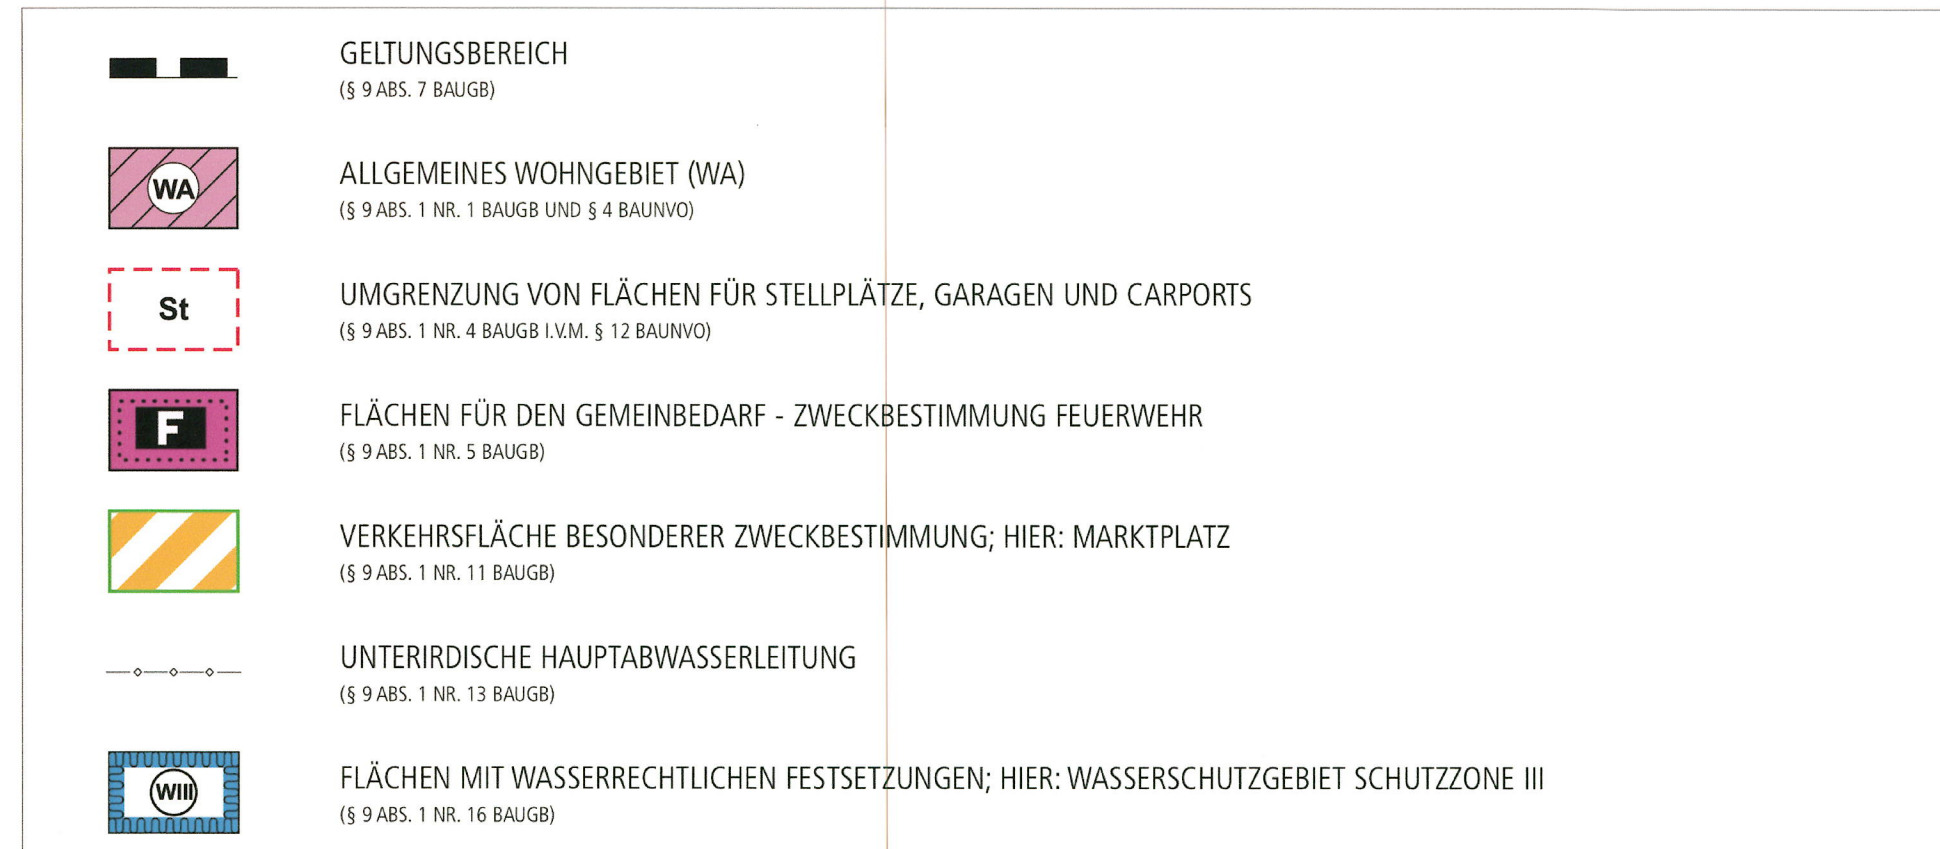 GELTUNGSBEREICH
(§ 9 ABS. 7 BAUGB)
WA
ALLGEMEINES WOHNGEBIET (WA)
(§ 9 ABS. 1 NR. 1 BAUGB UND § 4 BAUNVO)
St
UMGRENZUNG VON FLÄCHEN FÜR STELLPLÄTZE, GARAGEN UND CARPORTS
(§ 9 ABS. 1 NR. 4 BAUGB I.V.M. § 12 BAUNVO)
F
FLÄCHEN FÜR DEN GEMEINBEDARF - ZWECKBESTIMMUNG FEUERWEHR
(§ 9 ABS. 1 NR. 5 BAUGB)
VERKEHRSFLÄCHE BESONDERER ZWECKBESTIMMUNG; HIER: MARKTPLATZ
(§ 9 ABS. 1 NR. 11 BAUGB)
UNTERIRDISCHE HAUPTABWASSERLEITUNG
(§ 9 ABS. 1 NR. 13 BAUGB)
WIII
FLÄCHEN MIT WASSERRECHTLICHEN FESTSETZUNGEN; HIER: WASSERSCHUTZGEBIET SCHUTZZONE III
(§ 9 ABS. 1 NR. 16 BAUGB)